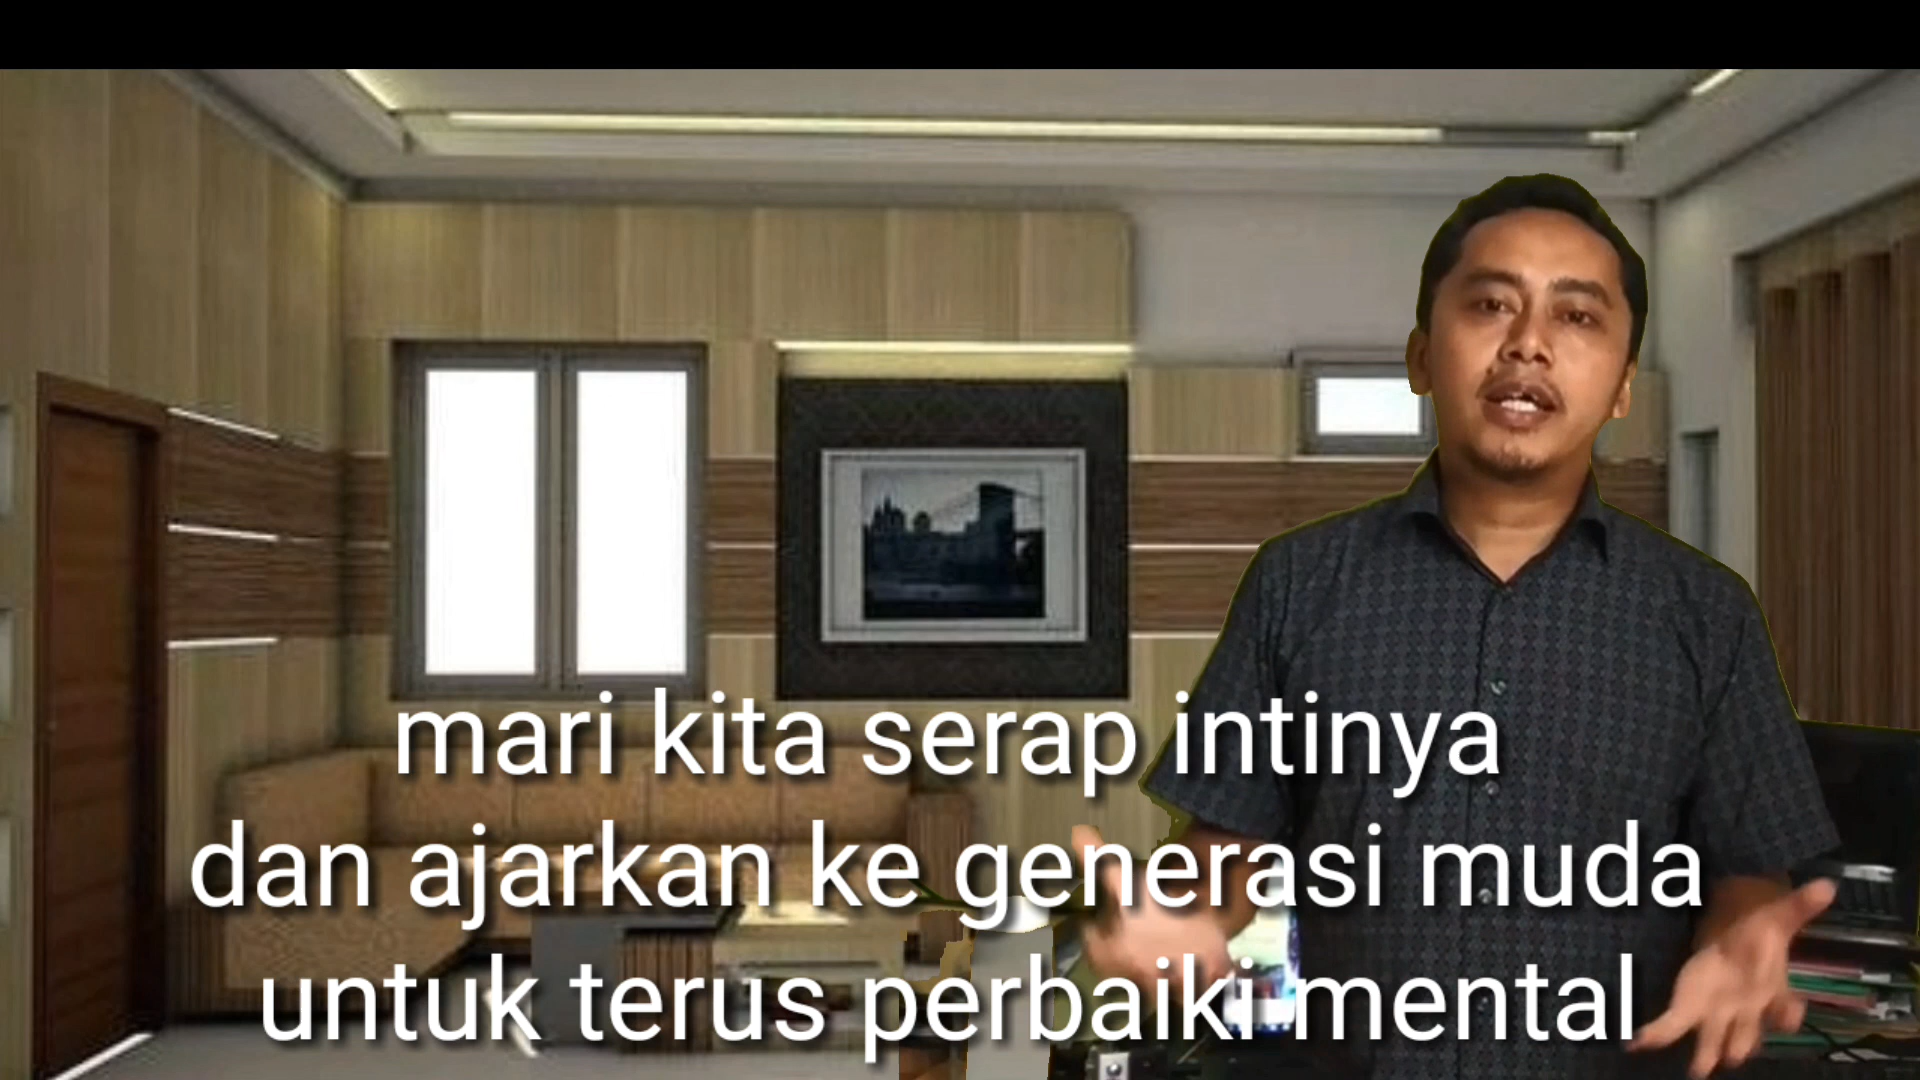 mari kita serap intinya
dan ajarkan ke generasi muda
untuk terus perbaiki mental